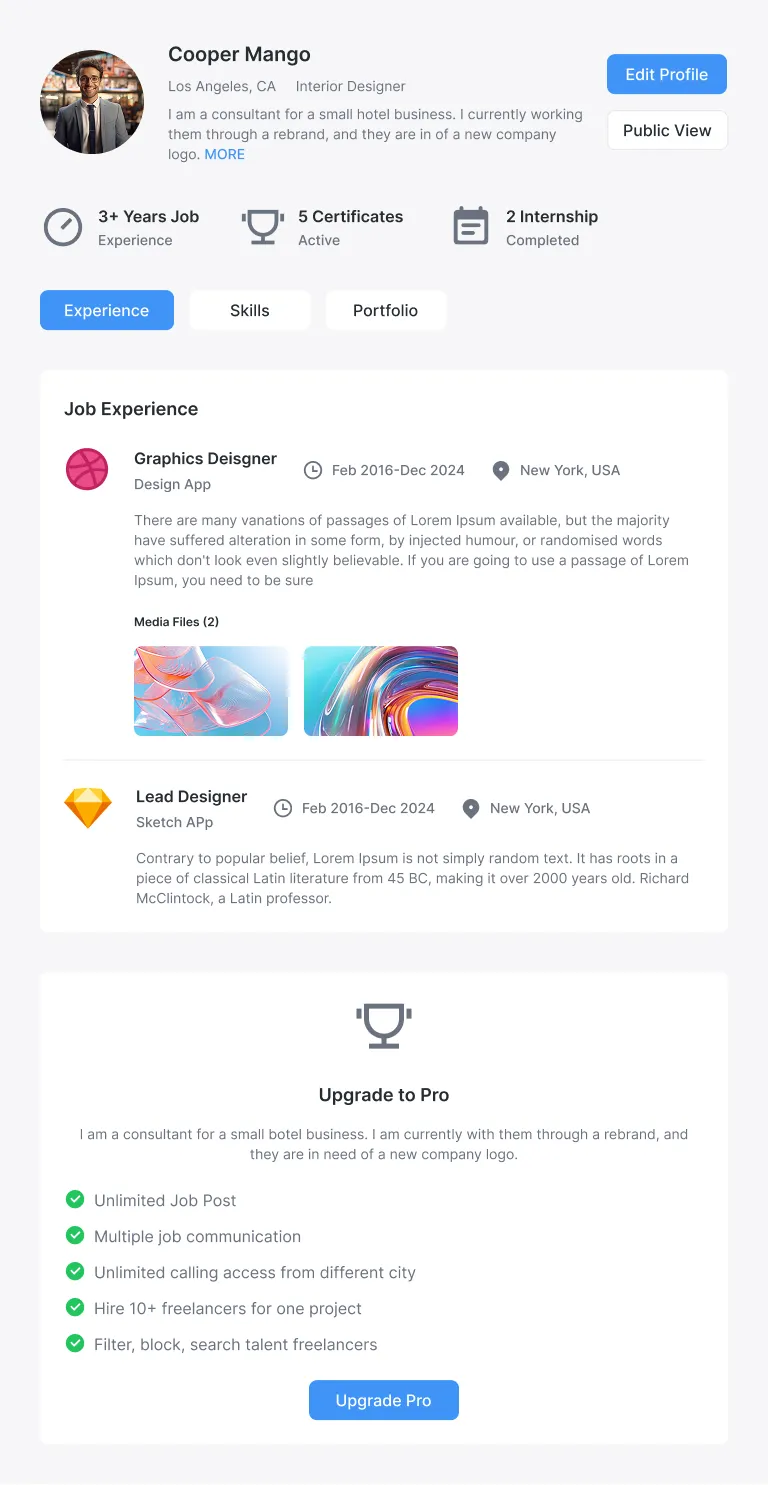 Cooper Mango
Los Angeles, CA Interior Designer
I am a consultant for a small hotel business. I currently working
them through a rebrand, and they are in of a new company
logo. MORE
Edit Profile
Public View
3+ Years Job
Experience
5 Certificates
Active
2 Internship
Completed
Experience
Skills
Portfolio
Job Experience
Graphics Deisgner
Design App
Feb 2016-Dec 2024
New York, USA
There are many vanations of passages of Lorem Ipsum available, but the majority
have suffered alteration in some form, by injected humour, or randomised words
which don't look even slightly believable. If you are going to use a passage of Lorem
Ipsum, you need to be sure
Media Files (2)
Lead Designer
Sketch APp
Feb 2016-Dec 2024
New York, USA
Contrary to popular belief, Lorem Ipsum is not simply random text. It has roots in a
piece of classical Latin literature from 45 BC, making it over 2000 years old. Richard
McClintock, a Latin professor.
Upgrade to Pro
I am a consultant for a small botel business. I am currently with them through a rebrand, and
they are in need of a new company logo.
Unlimited Job Post
Multiple job communication
Unlimited calling access from different city
Hire 10+ freelancers for one project
Filter, block, search talent freelancers
Upgrade Pro